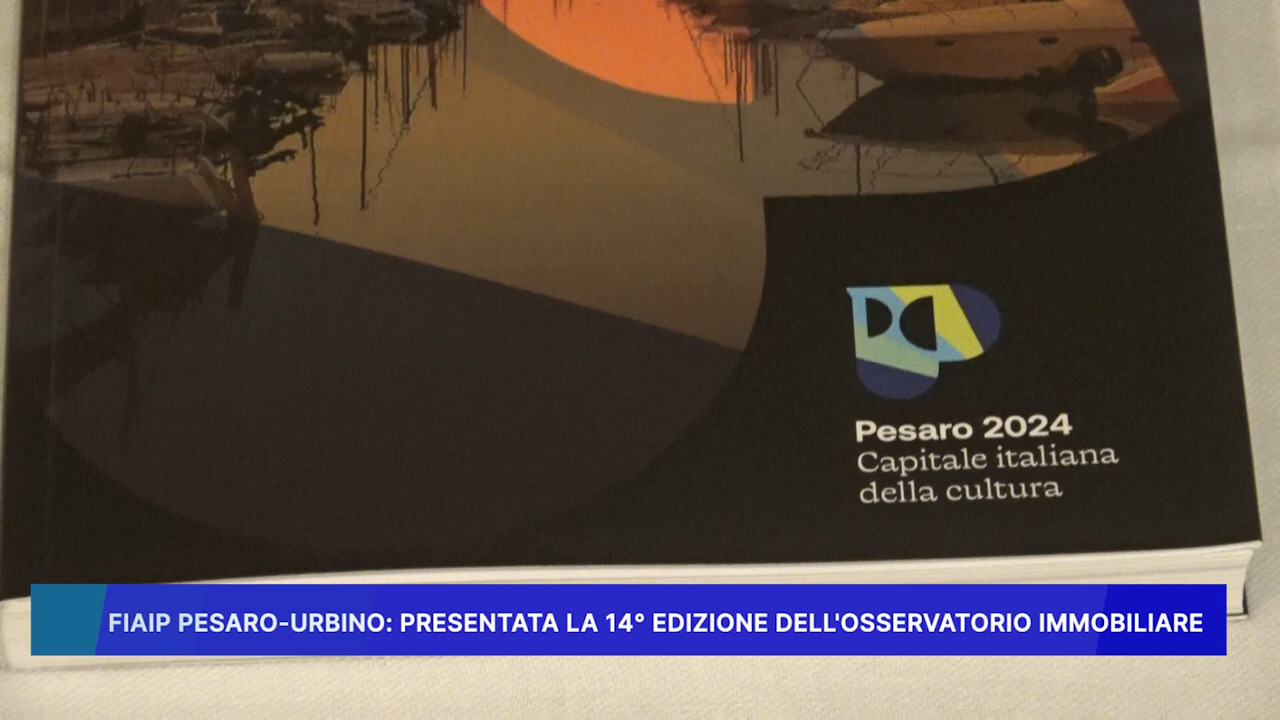 Pesaro 2024
Capitale italiana
della cultura
FIAIP PESARO-URBINO: PRESENTATA LA 14° EDIZIONE DELL'OSSERVATORIO IMMOBILIARE